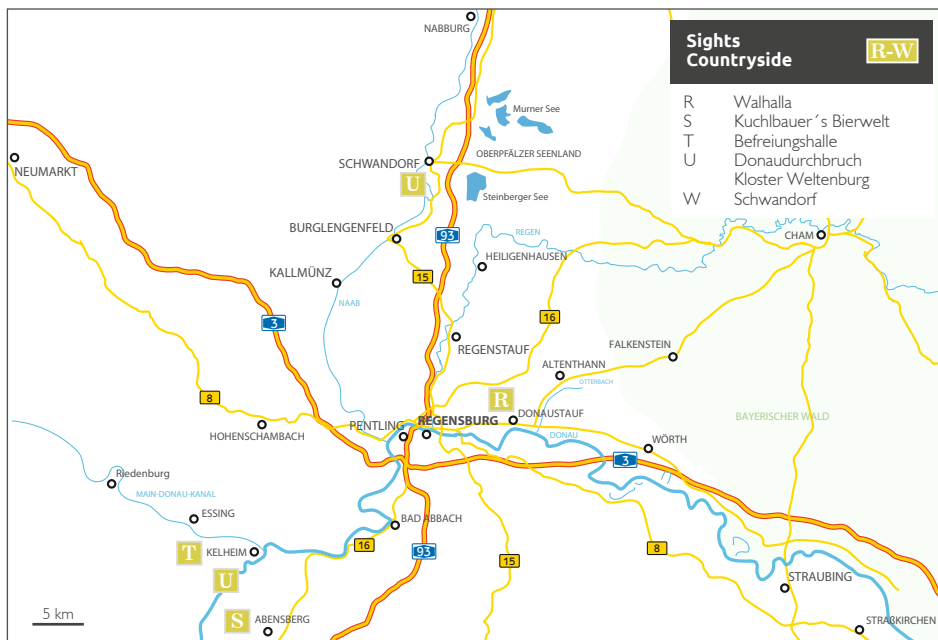 NABURG
Sights
Countryside
R-W
R Walhalla
S Kuchlbauer´s Bierwelt
T Befreiungshalle
U Donaudurchbruch
Kloster Weltenburg
W Schwandorf
Murner See
OBERPFÄLZER SEENLAND
SCHWANDORF
NEUMARKT
U
Steinberger See
BURGLENGENFELD
93
REGEN
CHAM
HEILIGENHAUSEN
KALLMÜNZ
15
NAAB
3
16
REGENSTAUF
FALKENSTEIN
ALTENTHANN
OTTERBACH
8
R
BAYERISCHER WALD
DONAUSTAUF
REGENSBURG
PENTLING
HOHENSCHAMBACH
DONAU
WÖRTH
3
Riedenburg
MAIN-DONAU-KANAL
ESSING
BAD ABBACH
16
93
8
T
KELHEIM
15
U
STRAUBING
5 km
S
ABENSBERG
STRAßKIRCHEN